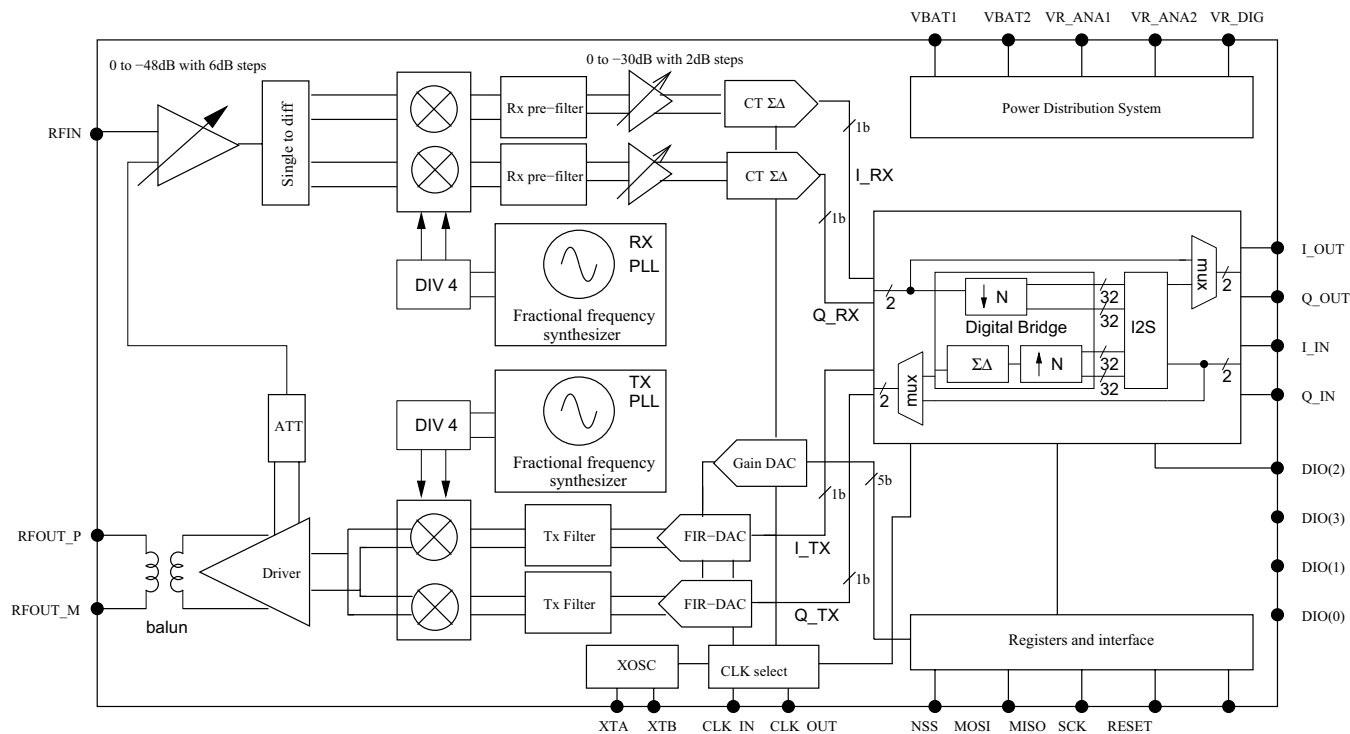 VBAT1 VBAT2 VR_ANA1 VR_ANA2 VR_DIG
0 to −48dB with 6dB steps
0 to −30dB with 2dB steps
RFIN
Single to diff
Rx pre−filter
CT ΣΔ
Power Distribution System
1b
Rx pre−filter
CT ΣΔ
I_RX
1b
RX
PLL
DIV 4
Fractional frequency
synthesizer
Q_RX
2
N
32
32
Digital Bridge
I2S
mux
2
I_OUT
Q_OUT
ΣΔ
N
32
32
mux
2
2
I_IN
Q_IN
TX
PLL
DIV 4
Fractional frequency
synthesizer
ATT
Gain DAC
5b
1b
DIO(2)
DIO(3)
DIO(1)
DIO(0)
RFOUT_P
RFOUT_M
balun
Driver
Tx Filter
FIR−DAC
I_TX
1b
Tx Filter
FIR−DAC
Q_TX
XOSC
CLK select
Registers and interface
XTA XTB CLK_IN CLK_OUT NSS MOSI MISO SCK RESET